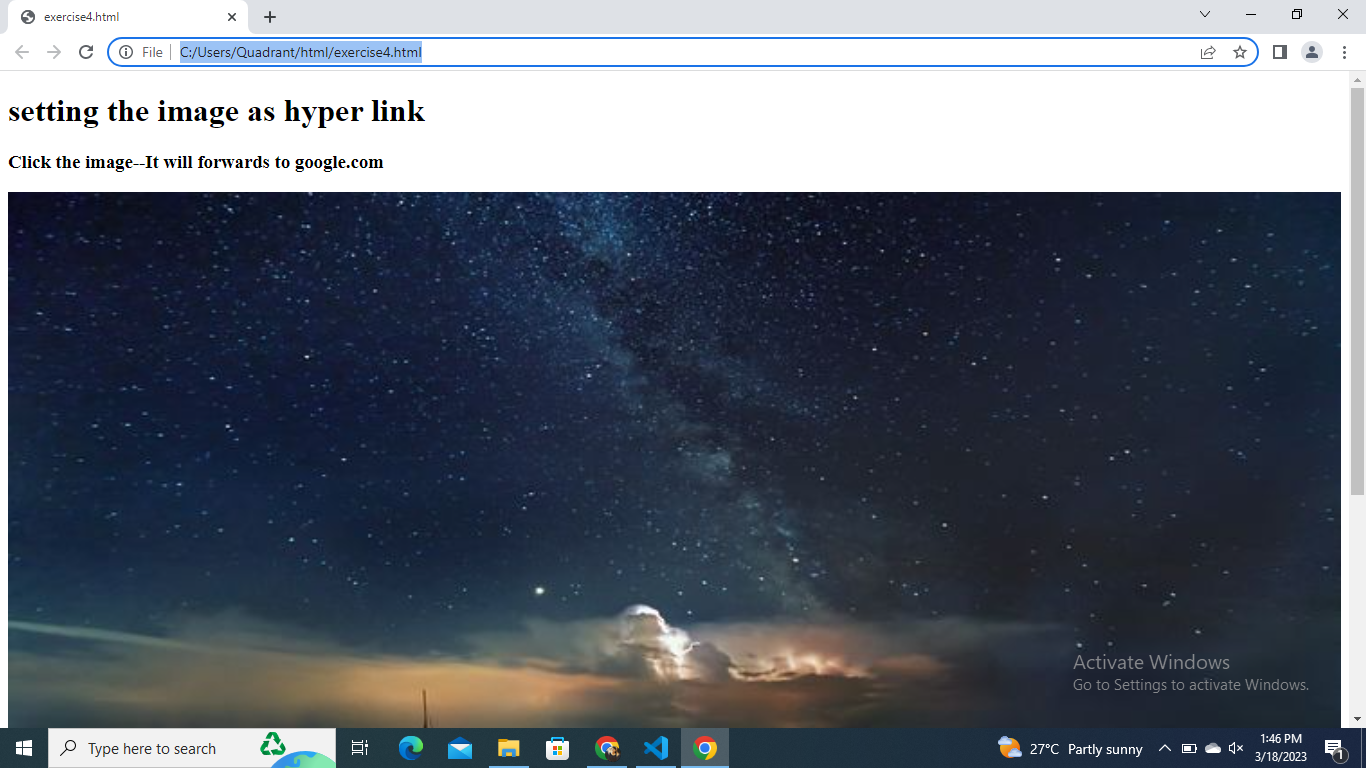 exercise4.html
File C:/Users/Quadrant/html/exercise4.html
setting the image as hyper link
Click the image--It will forwards to google.com
Activate Windows
Go to Settings to activate Windows.
Type here to search
27°C Partly sunny
1:46 PM
3/18/2023
1